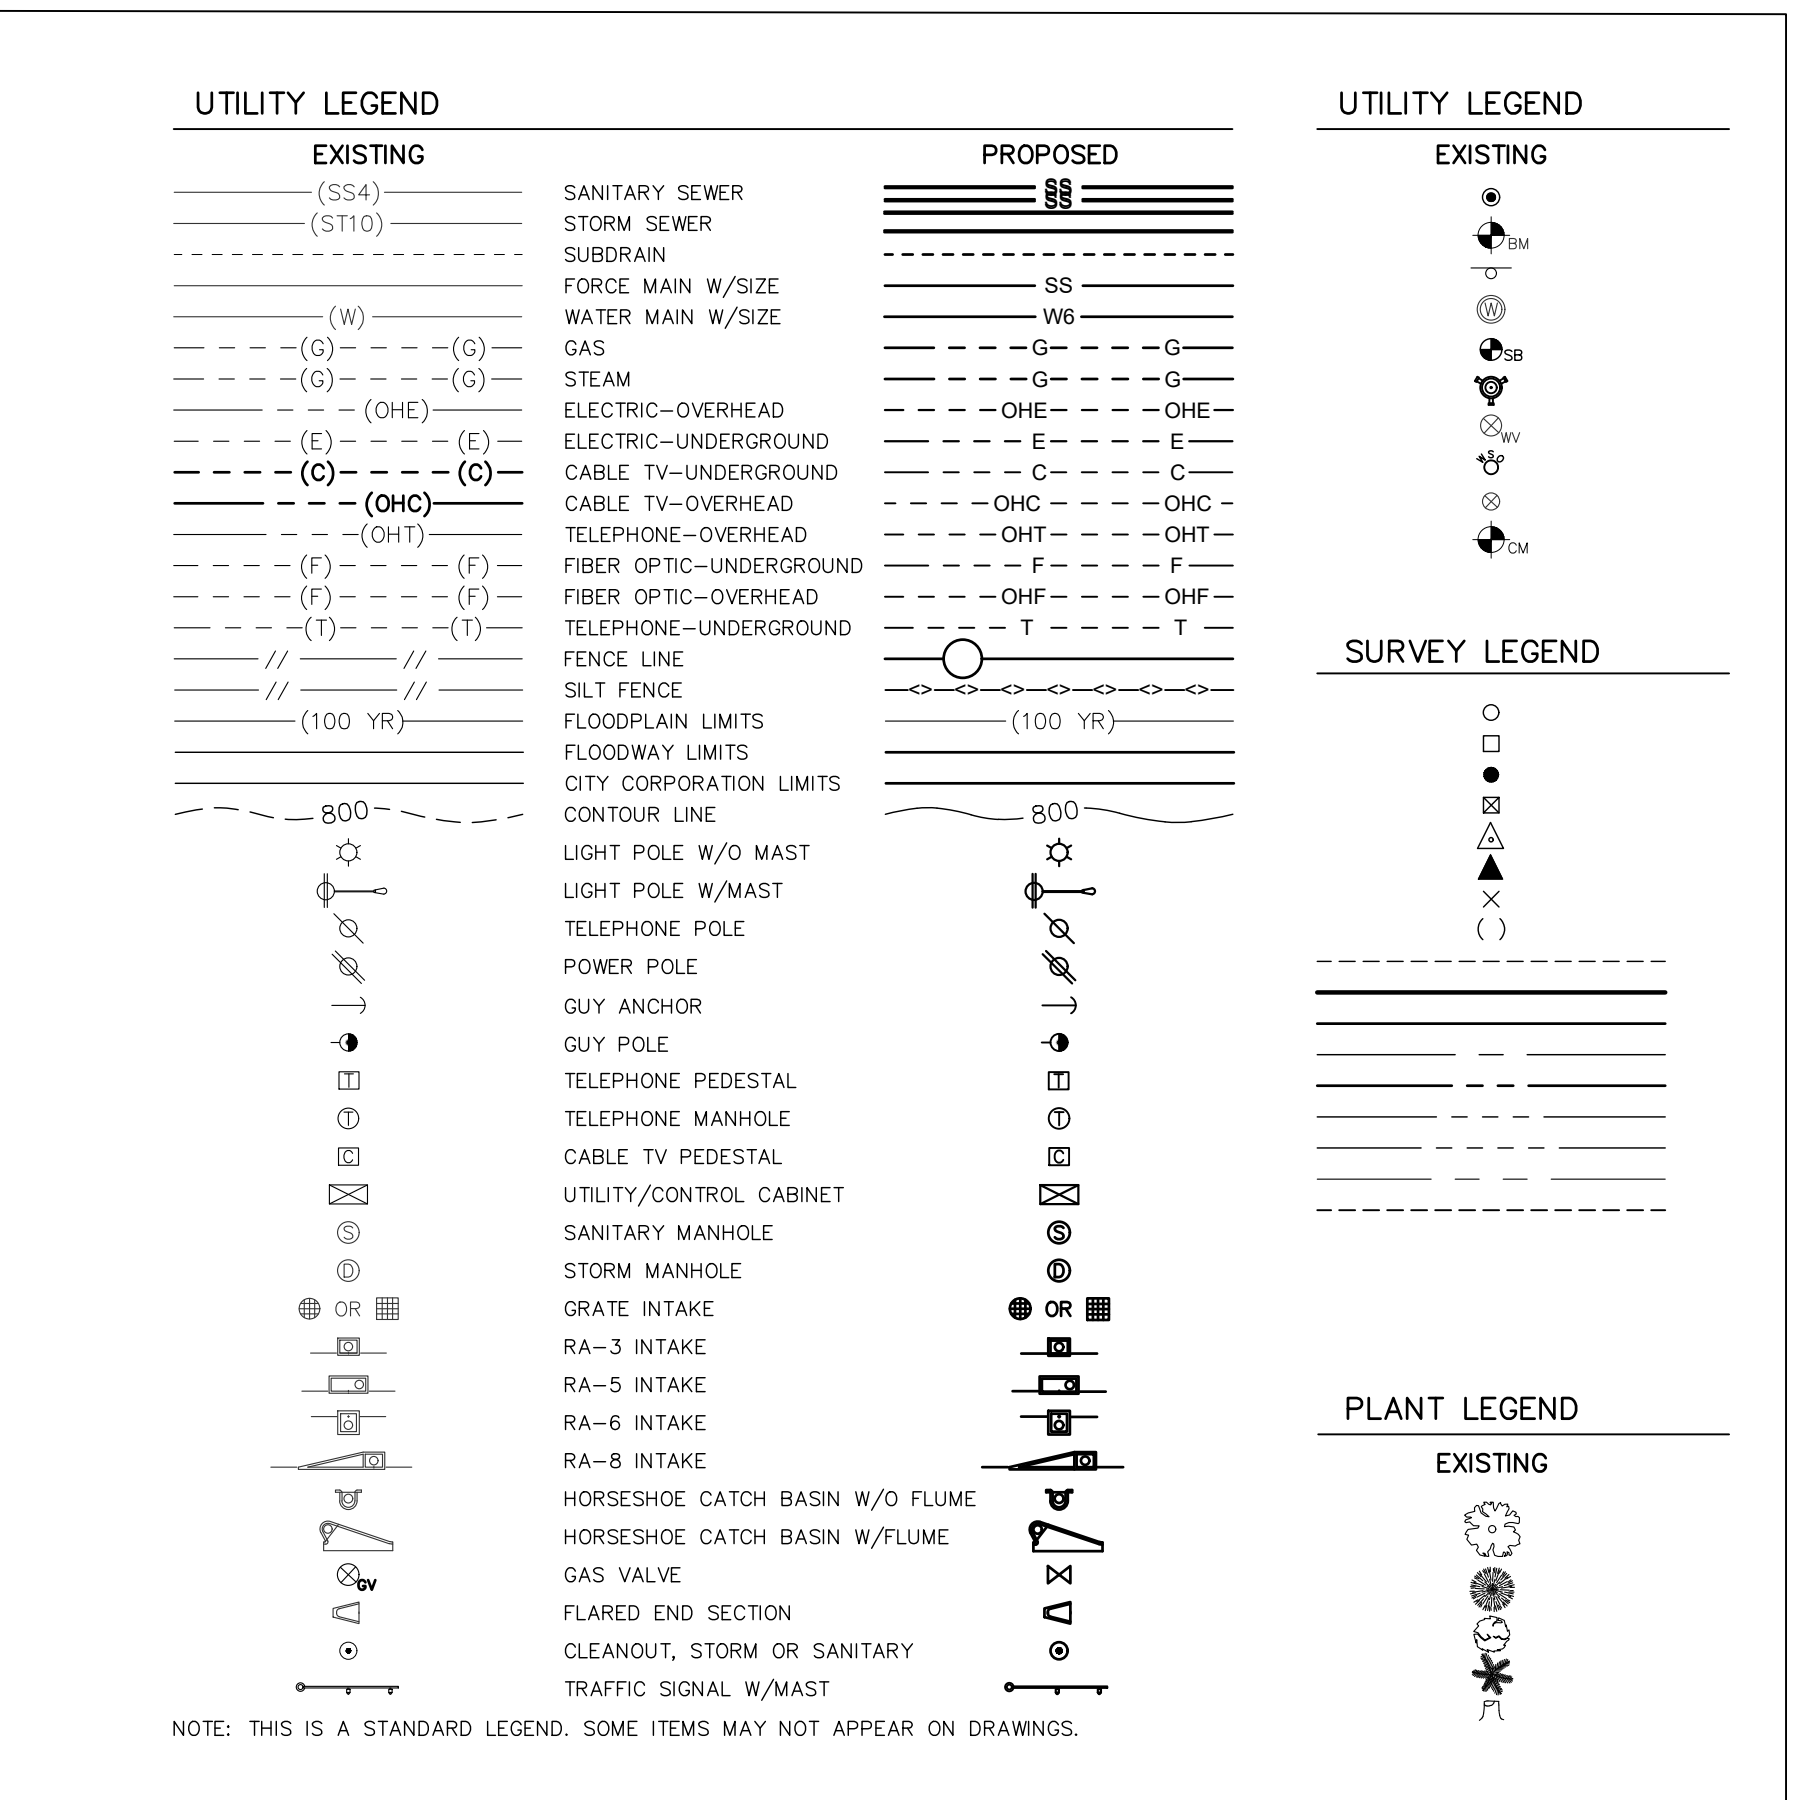 UTILITY LEGEND
EXISTING PROPOSED
(SS4) SANITARY SEWER SS SS
(ST10) STORM SEWER
SUBDRAIN
FORCE MAIN W/SIZE SS
(W) WATER MAIN W/SIZE W6
(G) (G) GAS G G
(G) (G) STEAM G G
(OHE) ELECTRIC-OVERHEAD OHE OHE
(E) (E) ELECTRIC-UNDERGROUND E E
(C) (C) CABLE TV-UNDERGROUND C C
(OHC) CABLE TV-OVERHEAD OHC OHC
(OHT) TELEPHONE-OVERHEAD OHT OHT
(F) (F) FIBER OPTIC-UNDERGROUND F F
(F) (F) FIBER OPTIC-OVERHEAD OHF OHF
(T) (T) TELEPHONE-UNDERGROUND T T
// // FENCE LINE
// // SILT FENCE <> <> <> <> <> <> <>
(100 YR) FLOODPLAIN LIMITS (100 YR)
FLOODWAY LIMITS
CITY CORPORATION LIMITS
800 CONTOUR LINE 800
LIGHT POLE W/O MAST
LIGHT POLE W/MAST
TELEPHONE POLE
POWER POLE
GUY ANCHOR
GUY POLE
T TELEPHONE PEDESTAL T
T TELEPHONE MANHOLE T
C CABLE TV PEDESTAL C
UTILITY/CONTROL CABINET
S SANITARY MANHOLE S
D STORM MANHOLE D
OR GRATE INTAKE OR
RA-3 INTAKE
RA-5 INTAKE
RA-6 INTAKE
RA-8 INTAKE
HORSESHOE CATCH BASIN W/O FLUME
HORSESHOE CATCH BASIN W/FLUME
GV GAS VALVE
FLARED END SECTION
CLEANOUT, STORM OR SANITARY
TRAFFIC SIGNAL W/MAST
NOTE: THIS IS A STANDARD LEGEND. SOME ITEMS MAY NOT APPEAR ON DRAWINGS.
UTILITY LEGEND
EXISTING
BM
W
SB
WV
W S O
CM
SURVEY LEGEND
( )
PLANT LEGEND
EXISTING